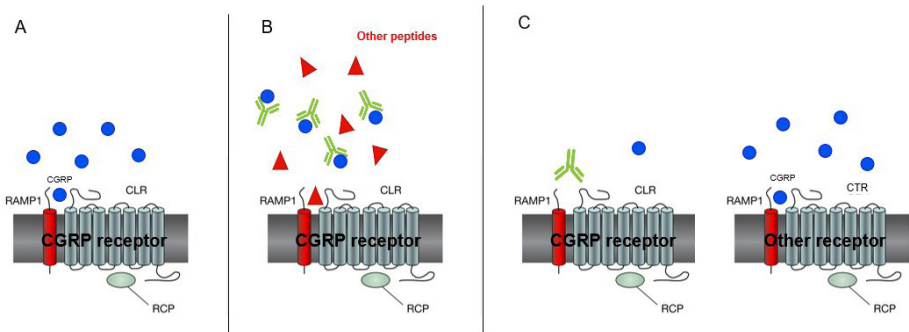 A
CGRP
RAMP1
CLR
CGRP receptor
RCP
B
Other peptides
RAMP1
CLR
CGRP receptor
RCP
C
RAMP1
CLR
CGRP receptor
RCP
CGRP
RAMP1
CTR
Other receptor
RCP